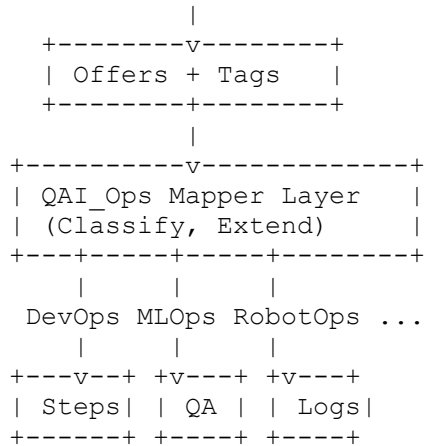 Offers + Tags
QAI_Ops Mapper Layer
(Classify, Extend)
DevOps MLOps RobotOps ...
Steps QA Logs